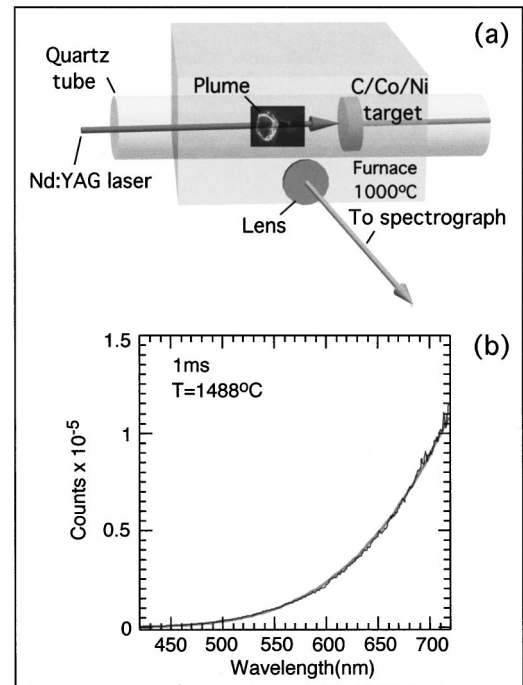 (a)
Quartz
tube
Plume
C/Co/Ni
target
Nd:YAG laser
Furnace
1000ºC
Lens
To spectrograph
(b)
1ms
T=1488ºC
1.5
1
0.5
0
Counts x 10⁻⁵
450 500 550 600 650 700
Wavelength(nm)